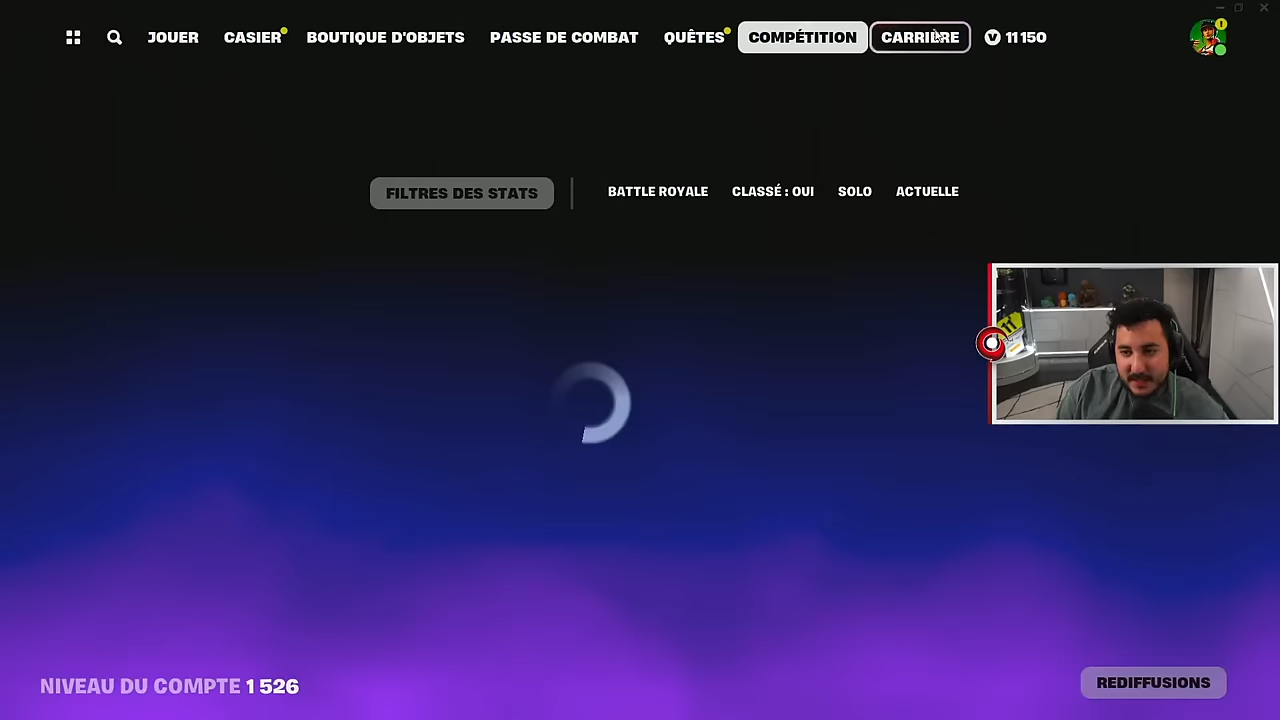 JOUER CASIER BOUTIQUE D'OBJETS PASSE DE COMBAT QUÊTES COMPÉTITION CARRIÈRE V 11 150
FILTRES DES STATS BATTLE ROYALE CLASSÉ : OUI SOLO ACTUELLE
NIVEAU DU COMPTE 1 526
REDIFFUSIONS